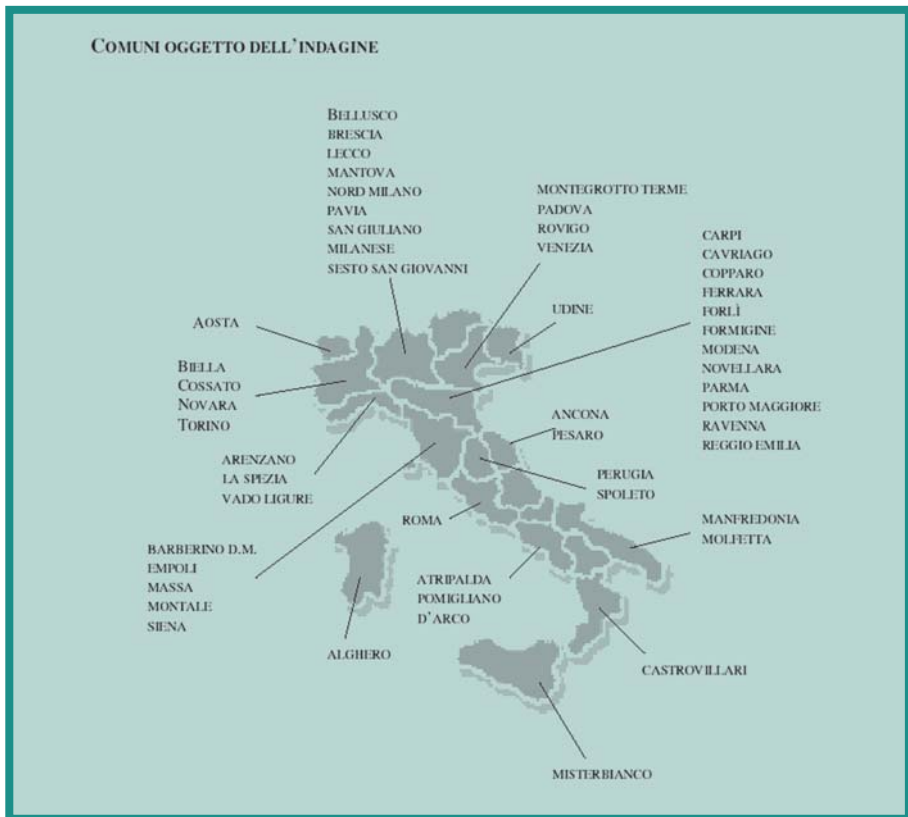 COMUNI OGGETTO DELL'INDAGINE
BELLUSCO
BRESCIA
LECCO
MANTOVA
NORD MILANO
PAVIA
SAN GIULIANO
MILANESE
SESTO SAN GIOVANNI
MONTEGROTTO TERME
PADOVA
ROVIGO
VENEZIA
CARPI
CAVRIAGO
COPPARO
FERRARA
FORLÌ
FORMIGINE
MODENA
NOVELLARA
PARMA
PORTO MAGGIORE
RAVENNA
REGGIO EMILIA
UDINE
AOSTA
BIELLA
COSSATO
NOVARA
TORINO
ANCONA
PESARO
ARENZANO
LA SPEZIA
VADO LIGURE
PERUGIA
SPOLETO
ROMA
MANFREDONIA
MOLFETTA
BARBERINO D.M.
EMPOLI
MASSA
MONTALE
SIENA
ATRIPALDA
POMIGLIANO
D'ARCO
ALGHERO
CASTROVILLARI
MISTERBIANCO